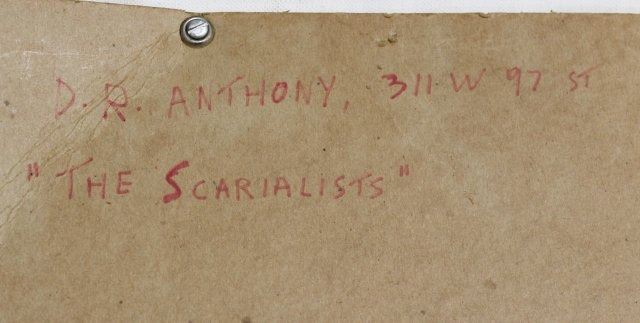 D.R. ANTHONY, 311 W 97 ST
"THE SCARIALISTS"